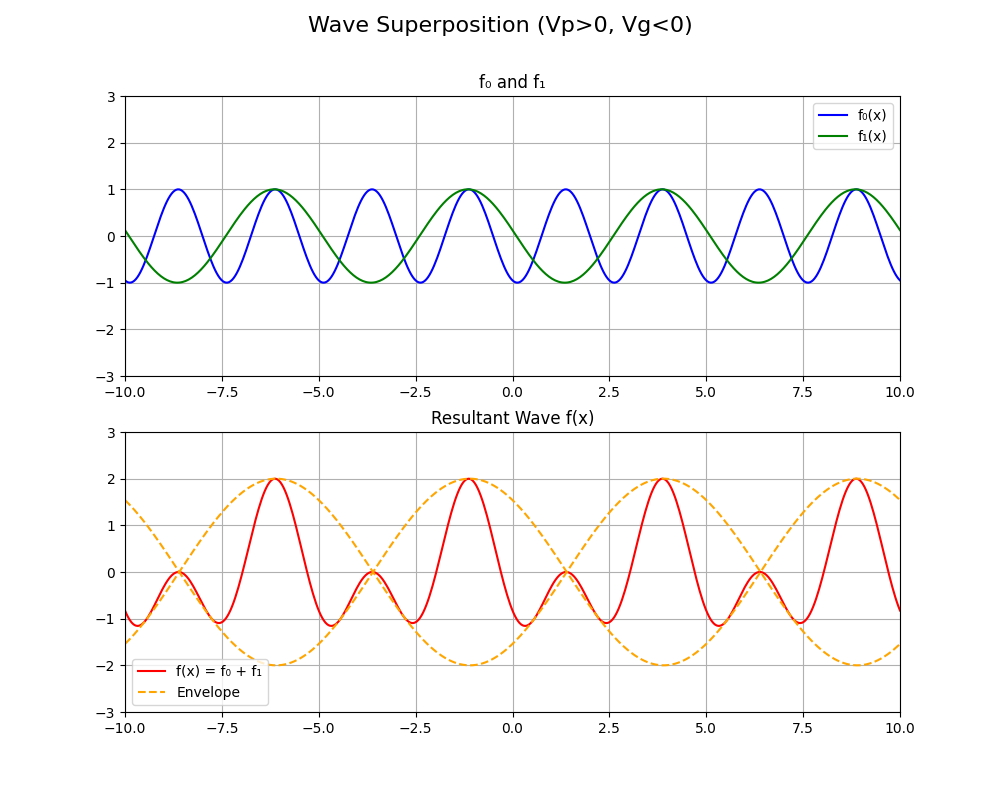 Wave Superposition (Vp>0, Vg<0)
f₀ and f₁
3
2
1
0
−1
−2
−3
f₀(x)
f₁(x)
−10.0 −7.5 −5.0 −2.5 0.0 2.5 5.0 7.5 10.0
Resultant Wave f(x)
3
2
1
0
−1
−2
−3
f(x) = f₀ + f₁
Envelope
−10.0 −7.5 −5.0 −2.5 0.0 2.5 5.0 7.5 10.0